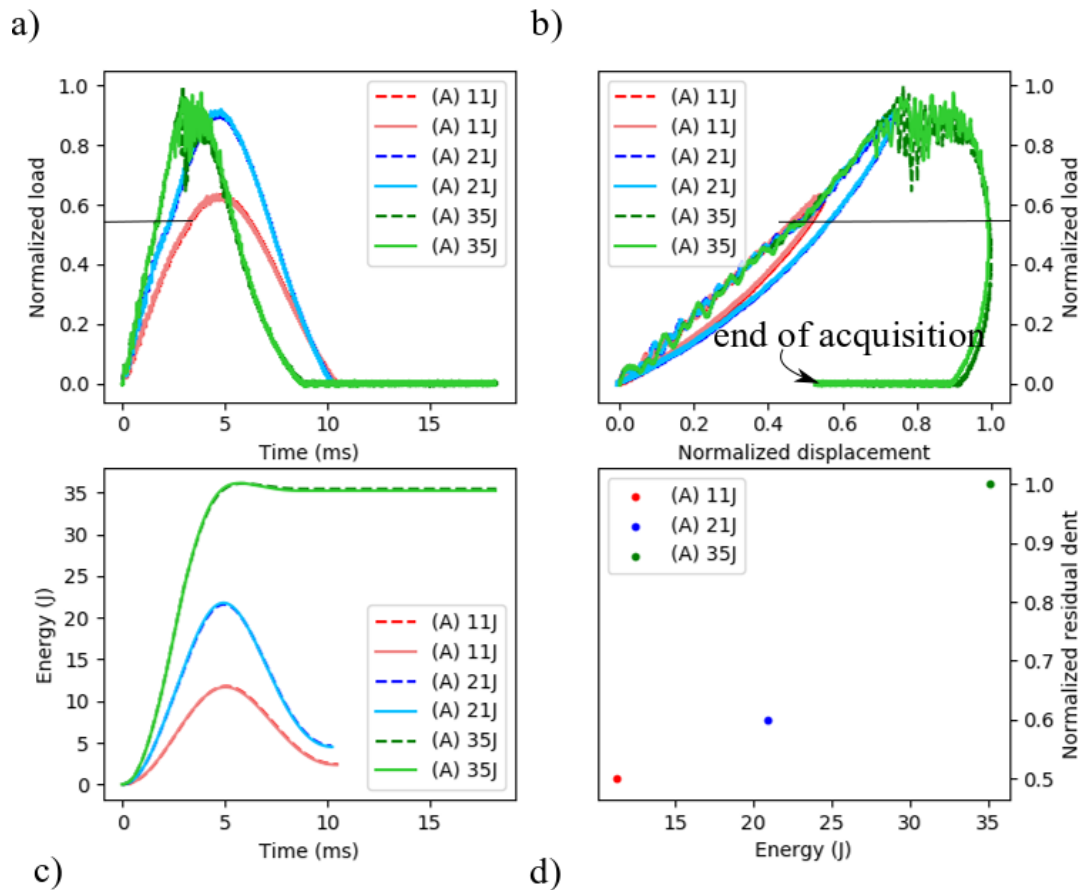 a)
b)
1.0
0.8
0.6
0.4
0.2
0.0
Normalized load
0
5
10
15
Time (ms)
(A) 11J
(A) 11J
(A) 21J
(A) 21J
(A) 35J
(A) 35J
(A) 11J
(A) 11J
(A) 21J
(A) 21J
(A) 35J
(A) 35J
end of acquisition
1.0
0.8
0.6
0.4
0.2
0.0
Normalized load
0.0
0.2
0.4
0.6
0.8
1.0
Normalized displacement
35
30
25
20
15
10
5
0
Energy (J)
(A) 11J
(A) 11J
(A) 21J
(A) 21J
(A) 35J
(A) 35J
0
5
10
15
Time (ms)
(A) 11J
(A) 21J
(A) 35J
1.0
0.9
0.8
0.7
0.6
0.5
Normalized residual dent
15
20
25
30
35
Energy (J)
c)
d)